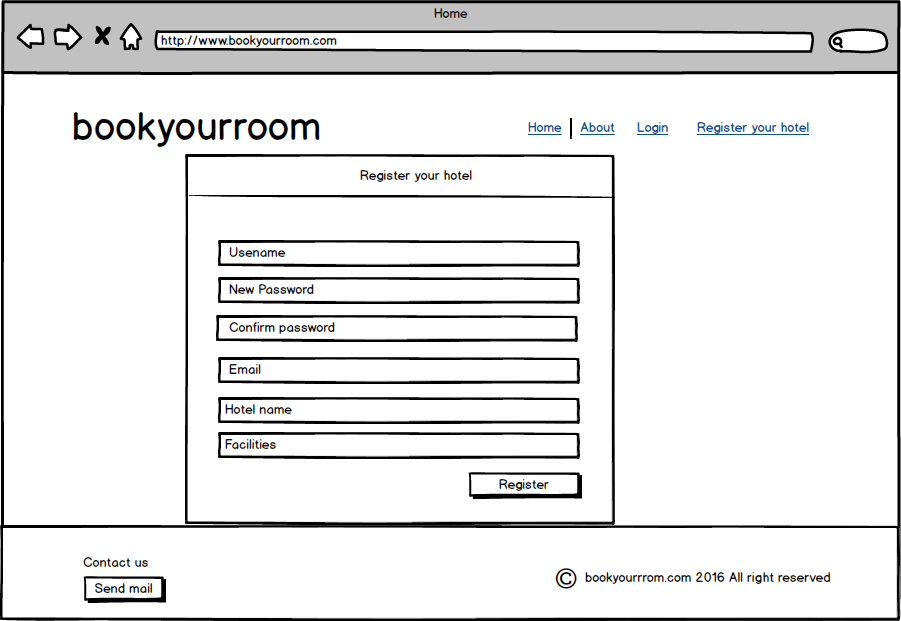 Home
http://www.bookyourroom.com
bookyourroom
Home About Login Register your hotel
Register your hotel
Usename
New Password
Confirm password
Email
Hotel name
Facilities
Register
Contact us
Send mail
© bookyourrrom.com 2016 All right reserved